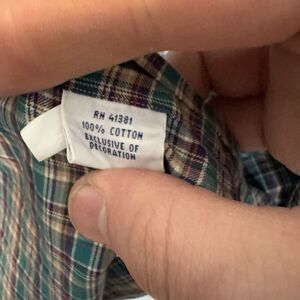 RN 41381
100% COTTON
EXCLUSIVE OF
DECORATION